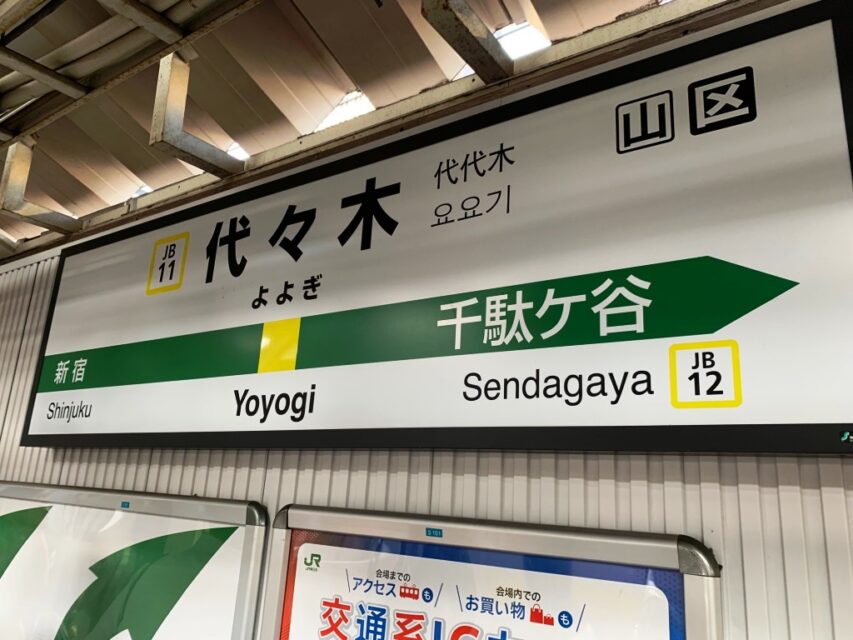 山 区
代々木
代代木
요요기
JB
11
よよぎ
新宿
千駄ケ谷
Shinjuku
Yoyogi
Sendagaya
JB
12
JR
会場までの
アクセスも
会場内での
お買い物も
交通系IC